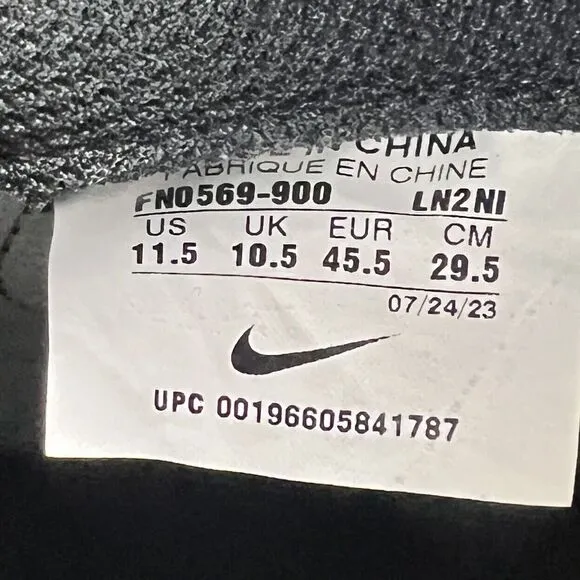 CHINA
FABRIQUE EN CHINE
FN0569-900 LN2NI
US UK EUR CM
11.5 10.5 45.5 29.5
07/24/23
UPC 00196605841787